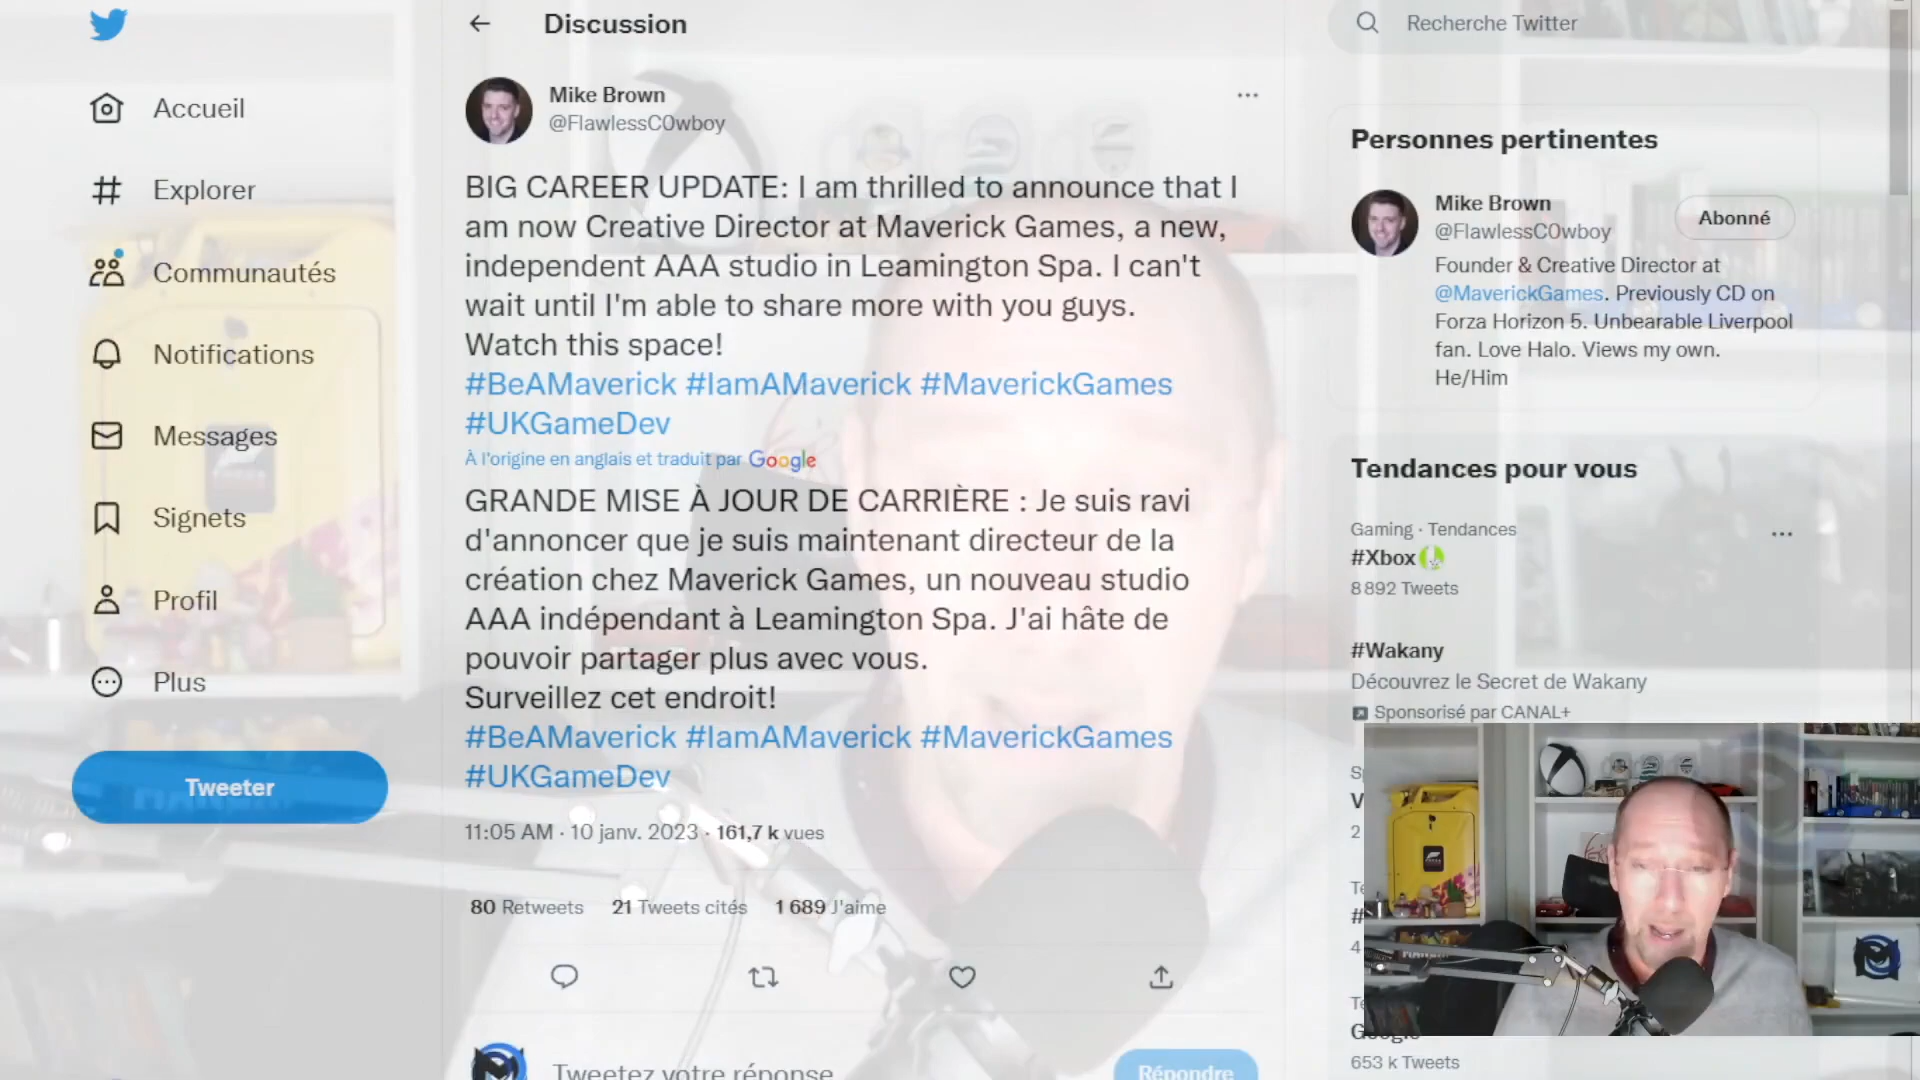 Discussion
Recherche Twitter
Accueil
Explorer
Communautés
Notifications
Messages
Signets
Profil
Plus
Tweeter
Mike Brown
@FlawlessC0wboy
BIG CAREER UPDATE: I am thrilled to announce that I
am now Creative Director at Maverick Games, a new,
independent AAA studio in Leamington Spa. I can't
wait until I'm able to share more with you guys.
Watch this space!
#BeAMaverick #IamAMaverick #MaverickGames
#UKGameDev
À l'origine en anglais et traduit par Google
GRANDE MISE À JOUR DE CARRIÈRE : Je suis ravi
d'annoncer que je suis maintenant directeur de la
création chez Maverick Games, un nouveau studio
AAA indépendant à Leamington Spa. J'ai hâte de
pouvoir partager plus avec vous.
Surveillez cet endroit!
#BeAMaverick #IamAMaverick #MaverickGames
#UKGameDev
11:05 AM · 10 janv. 2023 · 161,7 k vues
80 Retweets 21 Tweets cités 1 689 J'aime
Tweetez votre réponse
Répondre
Personnes pertinentes
Mike Brown
@FlawlessC0wboy
Abonné
Founder & Creative Director at
@MaverickGames. Previously CD on
Forza Horizon 5. Unbearable Liverpool
fan. Love Halo. Views my own.
He/Him
Tendances pour vous
Gaming · Tendances
#Xbox
8 892 Tweets
#Wakany
Découvrez le Secret de Wakany
Sponsorisé par CANAL+
Google
653 k Tweets